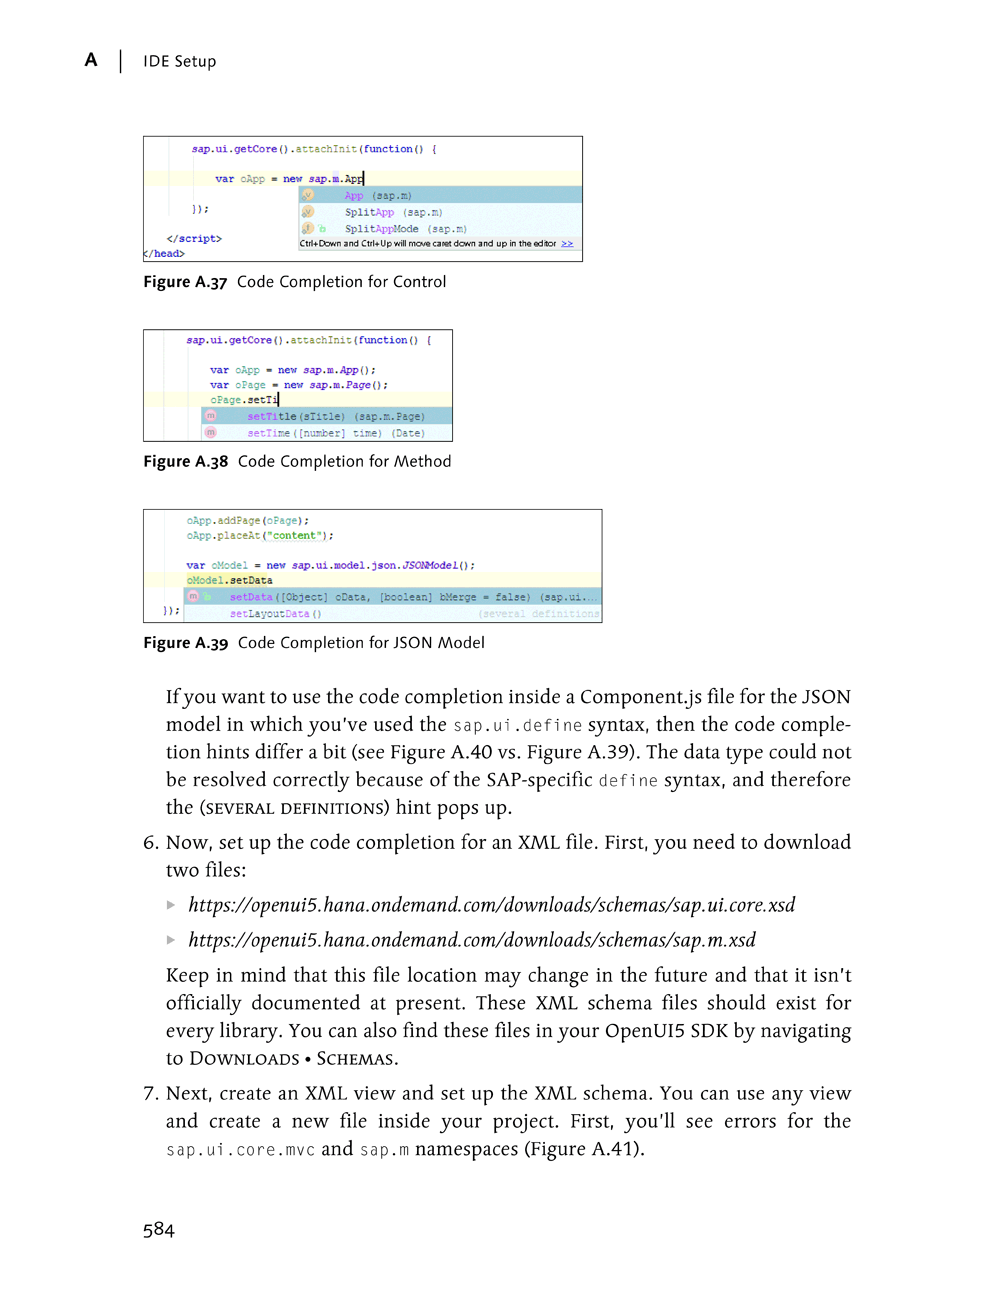 A | IDE Setup
sap.ui.getCore().attachInit(function() {
var oApp = new sap.m.App
App (sap.m)
});
SplitApp (sap.m)
SplitAppMode (sap.m)
</script>
Ctrl+Down and Ctrl+Up will move caret down and up in the editor >>
</head>
Figure A.37 Code Completion for Control
sap.ui.getCore().attachInit(function() {
var oApp = new sap.m.App();
var oPage = new sap.m.Page();
oPage.setTi
m setTitle(sTitle) (sap.m.Page)
m setTime([number] time) (Date)
Figure A.38 Code Completion for Method
oApp.addPage(oPage);
oApp.placeAt("content");
var oModel = new sap.ui.model.json.JSONModel();
oModel.setData
m setData([Object] oData, [boolean] bMerge = false) (sap.ui....
}); setLayoutData() (several definitions
Figure A.39 Code Completion for JSON Model
If you want to use the code completion inside a Component.js file for the JSON
model in which you've used the sap.ui.define syntax, then the code comple-
tion hints differ a bit (see Figure A.40 vs. Figure A.39). The data type could not
be resolved correctly because of the SAP-specific define syntax, and therefore
the (SEVERAL DEFINITIONS) hint pops up.
6. Now, set up the code completion for an XML file. First, you need to download
two files:
▶ https://openui5.hana.ondemand.com/downloads/schemas/sap.ui.core.xsd
▶ https://openui5.hana.ondemand.com/downloads/schemas/sap.m.xsd
Keep in mind that this file location may change in the future and that it isn't
officially documented at present. These XML schema files should exist for
every library. You can also find these files in your OpenUI5 SDK by navigating
to DOWNLOADS • SCHEMAS.
7. Next, create an XML view and set up the XML schema. You can use any view
and create a new file inside your project. First, you'll see errors for the
sap.ui.core.mvc and sap.m namespaces (Figure A.41).
584